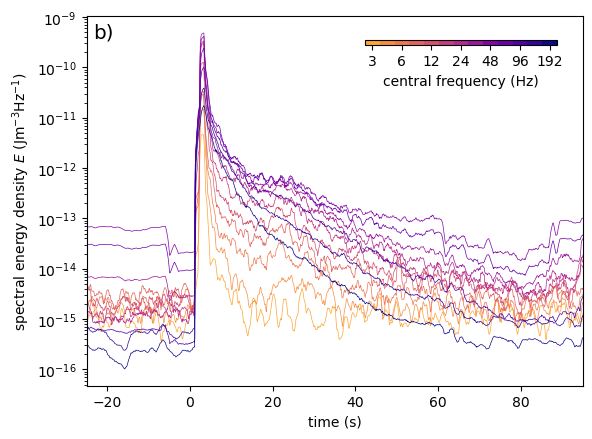 b)
3 6 12 24 48 96 192
central frequency (Hz)
10⁻⁹
10⁻¹⁰
10⁻¹¹
10⁻¹²
10⁻¹³
10⁻¹⁴
10⁻¹⁵
10⁻¹⁶
spectral energy density E (Jm⁻³Hz⁻¹)
−20 0 20 40 60 80
time (s)